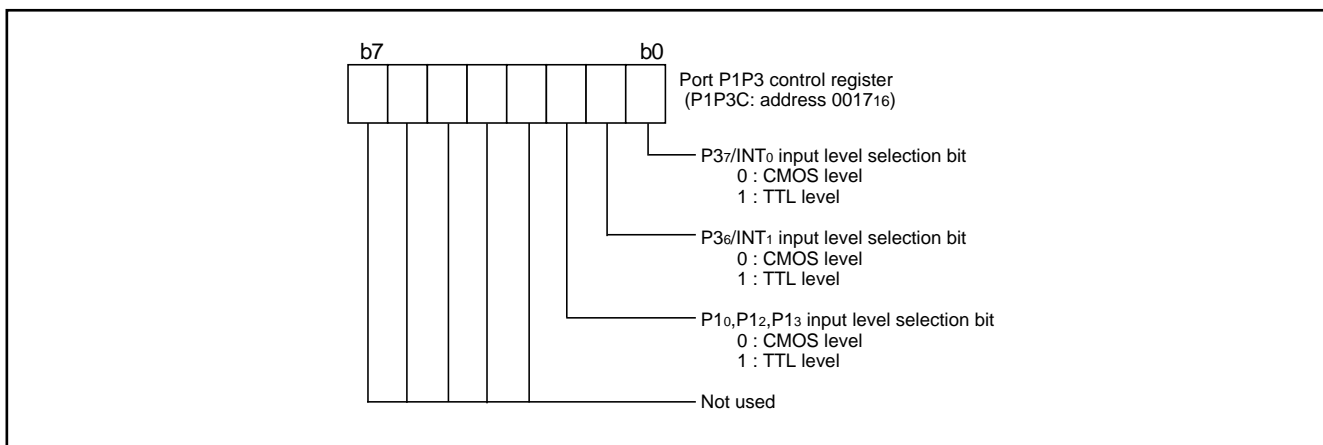 b7 b0
Port P1P3 control register
(P1P3C: address 001716)
P37/INT0 input level selection bit
0 : CMOS level
1 : TTL level
P36/INT1 input level selection bit
0 : CMOS level
1 : TTL level
P10,P12,P13 input level selection bit
0 : CMOS level
1 : TTL level
Not used